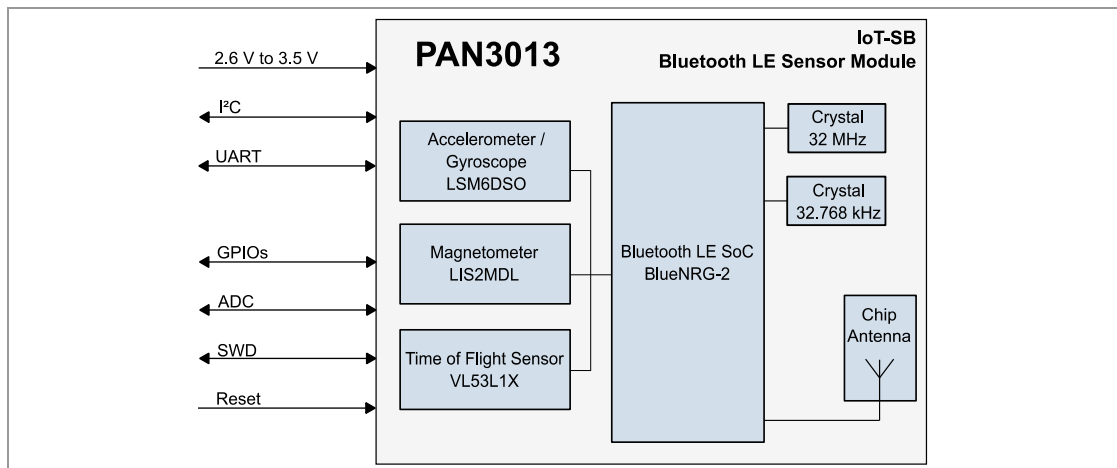 PAN3013
IoT-SB
Bluetooth LE Sensor Module
2.6 V to 3.5 V
I²C
UART
GPIOs
ADC
SWD
Reset
Accelerometer /
Gyroscope
LSM6DSO
Magnetometer
LIS2MDL
Time of Flight Sensor
VL53L1X
Bluetooth LE SoC
BlueNRG-2
Crystal
32 MHz
Crystal
32.768 kHz
Chip
Antenna